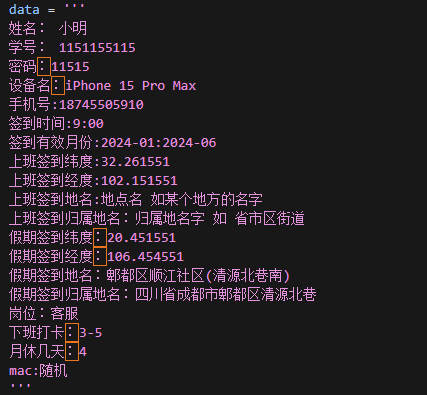 data = '''
姓名： 小明
学号： 1151155115
密码：11515
设备名：iPhone 15 Pro Max
手机号:18745505910
签到时间:9:00
签到有效月份:2024-01:2024-06
上班签到纬度:32.261551
上班签到经度:102.151551
上班签到地名:地点名 如某个地方的名字
上班签到归属地名：归属地名字 如 省市区街道
假期签到纬度：20.451551
假期签到经度：106.454551
假期签到地名：郫都区顺江社区(清源北巷南)
假期签到归属地名：四川省成都市郫都区清源北巷
岗位：客服
下班打卡：3-5
月休几天：4
mac:随机
'''